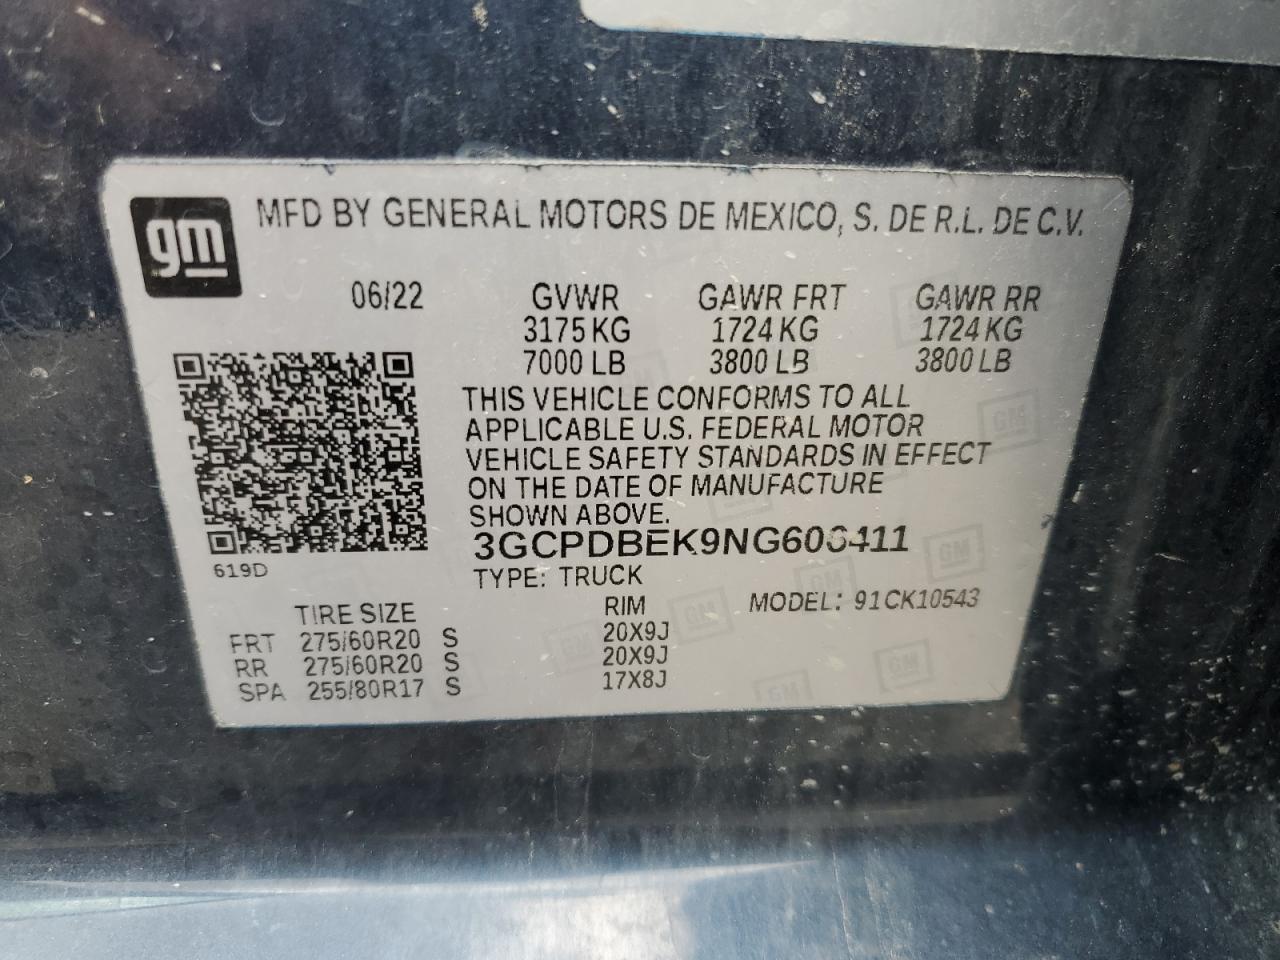 gm
MFD BY GENERAL MOTORS DE MEXICO, S. DE R.L. DE C.V.
06/22 GVWR GAWR FRT GAWR RR
3175 KG 1724 KG 1724 KG
7000 LB 3800 LB 3800 LB
THIS VEHICLE CONFORMS TO ALL
APPLICABLE U.S. FEDERAL MOTOR
VEHICLE SAFETY STANDARDS IN EFFECT
ON THE DATE OF MANUFACTURE
SHOWN ABOVE.
3GCPDBEK9NG606411
619D
TYPE: TRUCK
TIRE SIZE RIM MODEL: 91CK10543
FRT 275/60R20 S 20X9J
RR 275/60R20 S 20X9J
SPA 255/80R17 S 17X8J